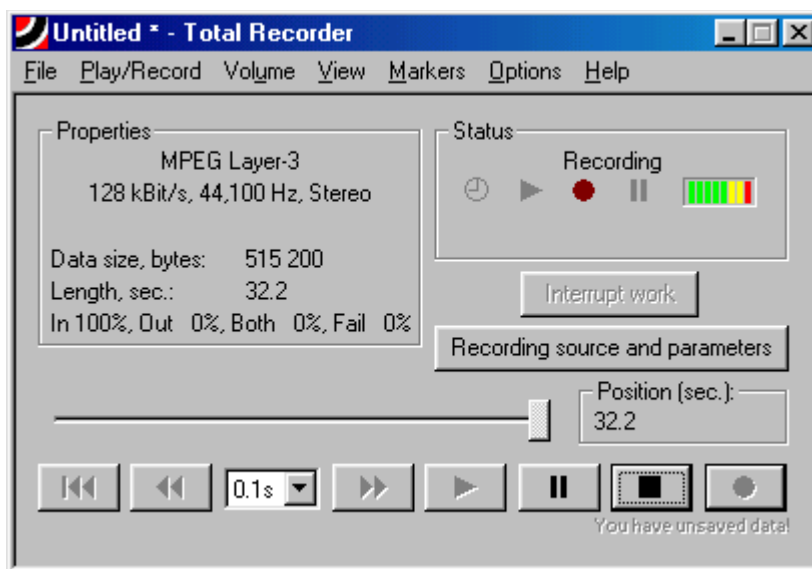 Untitled * - Total Recorder
File Play/Record Volume View Markers Options Help
Properties
MPEG Layer-3
128 kBit/s, 44,100 Hz, Stereo
Data size, bytes: 515 200
Length, sec.: 32.2
In 100%, Out 0%, Both 0%, Fail 0%
Status
Recording
Interrupt work
Recording source and parameters
Position (sec.):
32.2
0.1s
You have unsaved data!